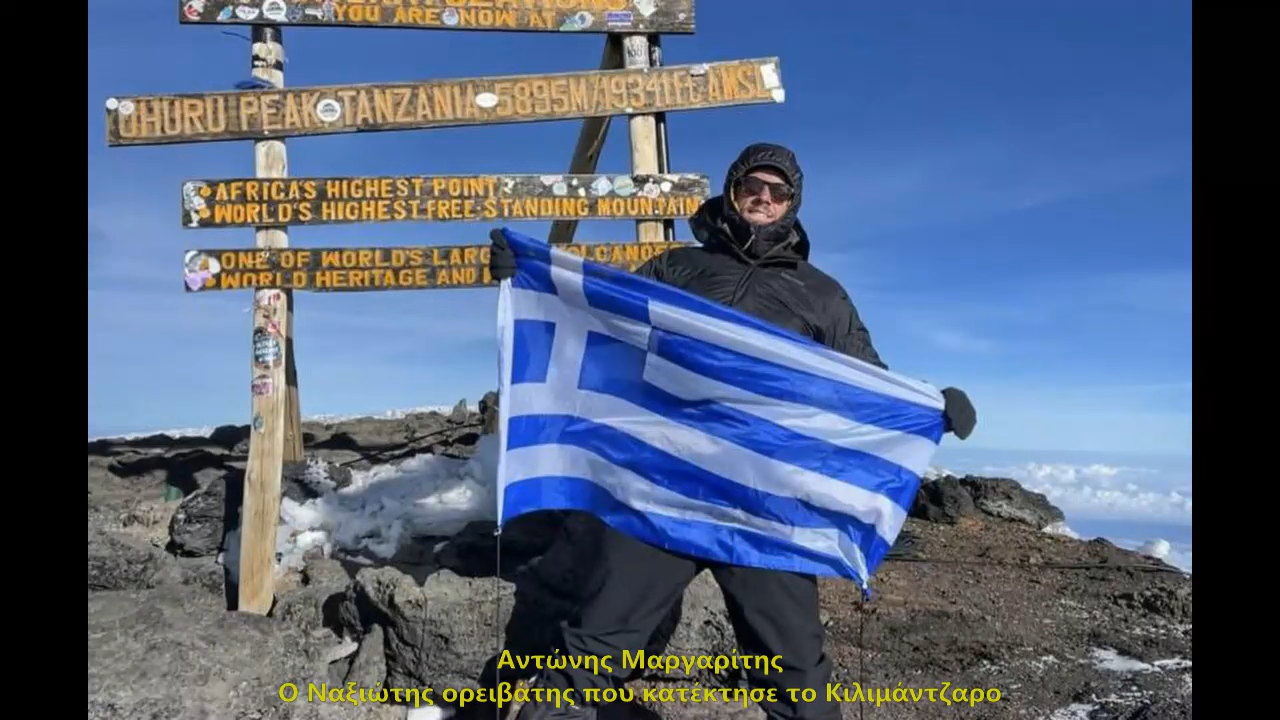 YOU ARE NOW AT
UHURU PEAK TANZANIA 5895M/19341Ft AMSL
AFRICA'S HIGHEST POINT
WORLD'S HIGHEST FREE-STANDING MOUNTAIN
ONE OF WORLD'S VOLCANOES
WORLD HERITAGE AND
Αντώνης Μαργαρίτης
Ο Ναξιώτης ορειβάτης που κατέκτησε το Κιλιμάντζαρο